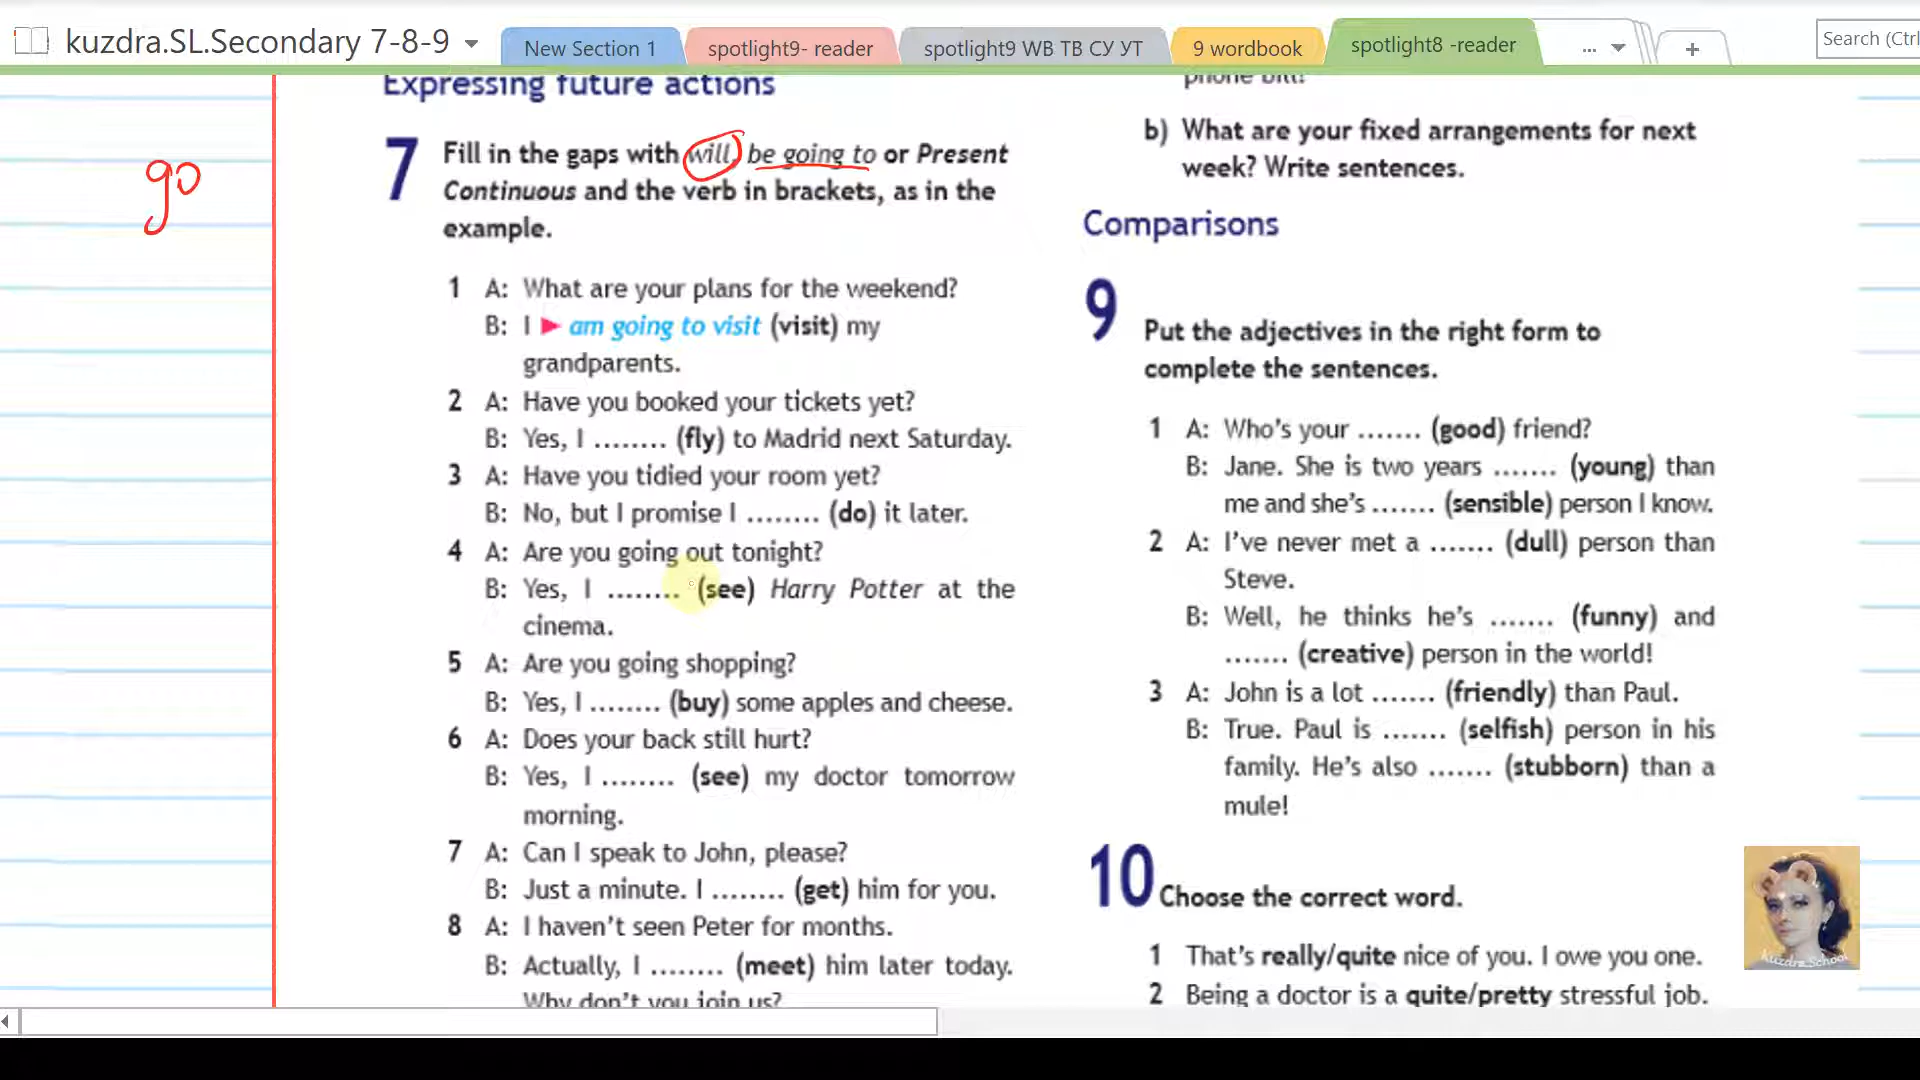 kuzdra.SL.Secondary 7-8-9
New Section 1
spotlight9- reader
spotlight9 WB TB СУ УТ
9 wordbook
spotlight8 -reader
...
+
Search (Ctrl
go
Expressing future actions
7 Fill in the gaps with will, be going to or Present
Continuous and the verb in brackets, as in the
example.
1 A: What are your plans for the weekend?
B: I ► am going to visit (visit) my
grandparents.
2 A: Have you booked your tickets yet?
B: Yes, I ........ (fly) to Madrid next Saturday.
3 A: Have you tidied your room yet?
B: No, but I promise I ........ (do) it later.
4 A: Are you going out tonight?
B: Yes, I ........ (see) Harry Potter at the
cinema.
5 A: Are you going shopping?
B: Yes, I ........ (buy) some apples and cheese.
6 A: Does your back still hurt?
B: Yes, I ........ (see) my doctor tomorrow
morning.
7 A: Can I speak to John, please?
B: Just a minute. I ........ (get) him for you.
8 A: I haven't seen Peter for months.
B: Actually, I ........ (meet) him later today.
Why don't you join us?
phone bill!
b) What are your fixed arrangements for next
week? Write sentences.
Comparisons
9 Put the adjectives in the right form to
complete the sentences.
1 A: Who's your ....... (good) friend?
B: Jane. She is two years ....... (young) than
me and she's ....... (sensible) person I know.
2 A: I've never met a ....... (dull) person than
Steve.
B: Well, he thinks he's ....... (funny) and
....... (creative) person in the world!
3 A: John is a lot ....... (friendly) than Paul.
B: True. Paul is ....... (selfish) person in his
family. He's also ....... (stubborn) than a
mule!
10 Choose the correct word.
1 That's really/quite nice of you. I owe you one.
2 Being a doctor is a quite/pretty stressful job.
kuzdra.School